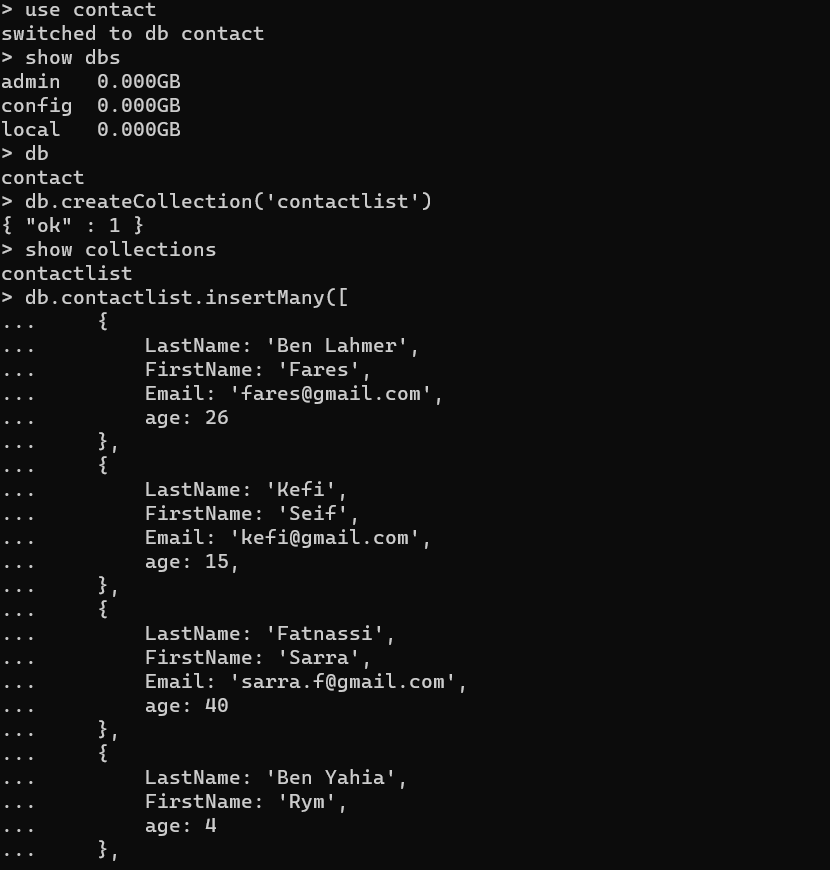 > use contact
switched to db contact
> show dbs
admin   0.000GB
config  0.000GB
local   0.000GB
> db
contact
> db.createCollection('contactlist')
{ "ok" : 1 }
> show collections
contactlist
> db.contactlist.insertMany([
...     {
...         LastName: 'Ben Lahmer',
...         FirstName: 'Fares',
...         Email: 'fares@gmail.com',
...         age: 26
...     },
...     {
...         LastName: 'Kefi',
...         FirstName: 'Seif',
...         Email: 'kefi@gmail.com',
...         age: 15,
...     },
...     {
...         LastName: 'Fatnassi',
...         FirstName: 'Sarra',
...         Email: 'sarra.f@gmail.com',
...         age: 40
...     },
...     {
...         LastName: 'Ben Yahia',
...         FirstName: 'Rym',
...         age: 4
...     },